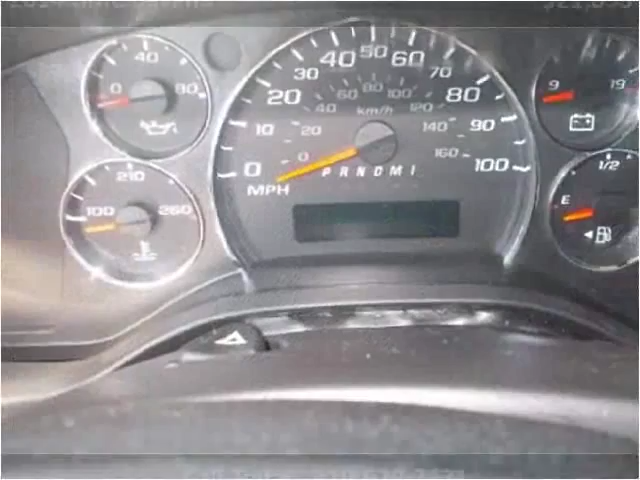 0 40 80
100 210 260
0 10 20 30 40 50 60 70 80 90 100
0 20 40 60 80 100 120 140 160
km/h
MPH
P R N D M 1
9 19
E 1/2